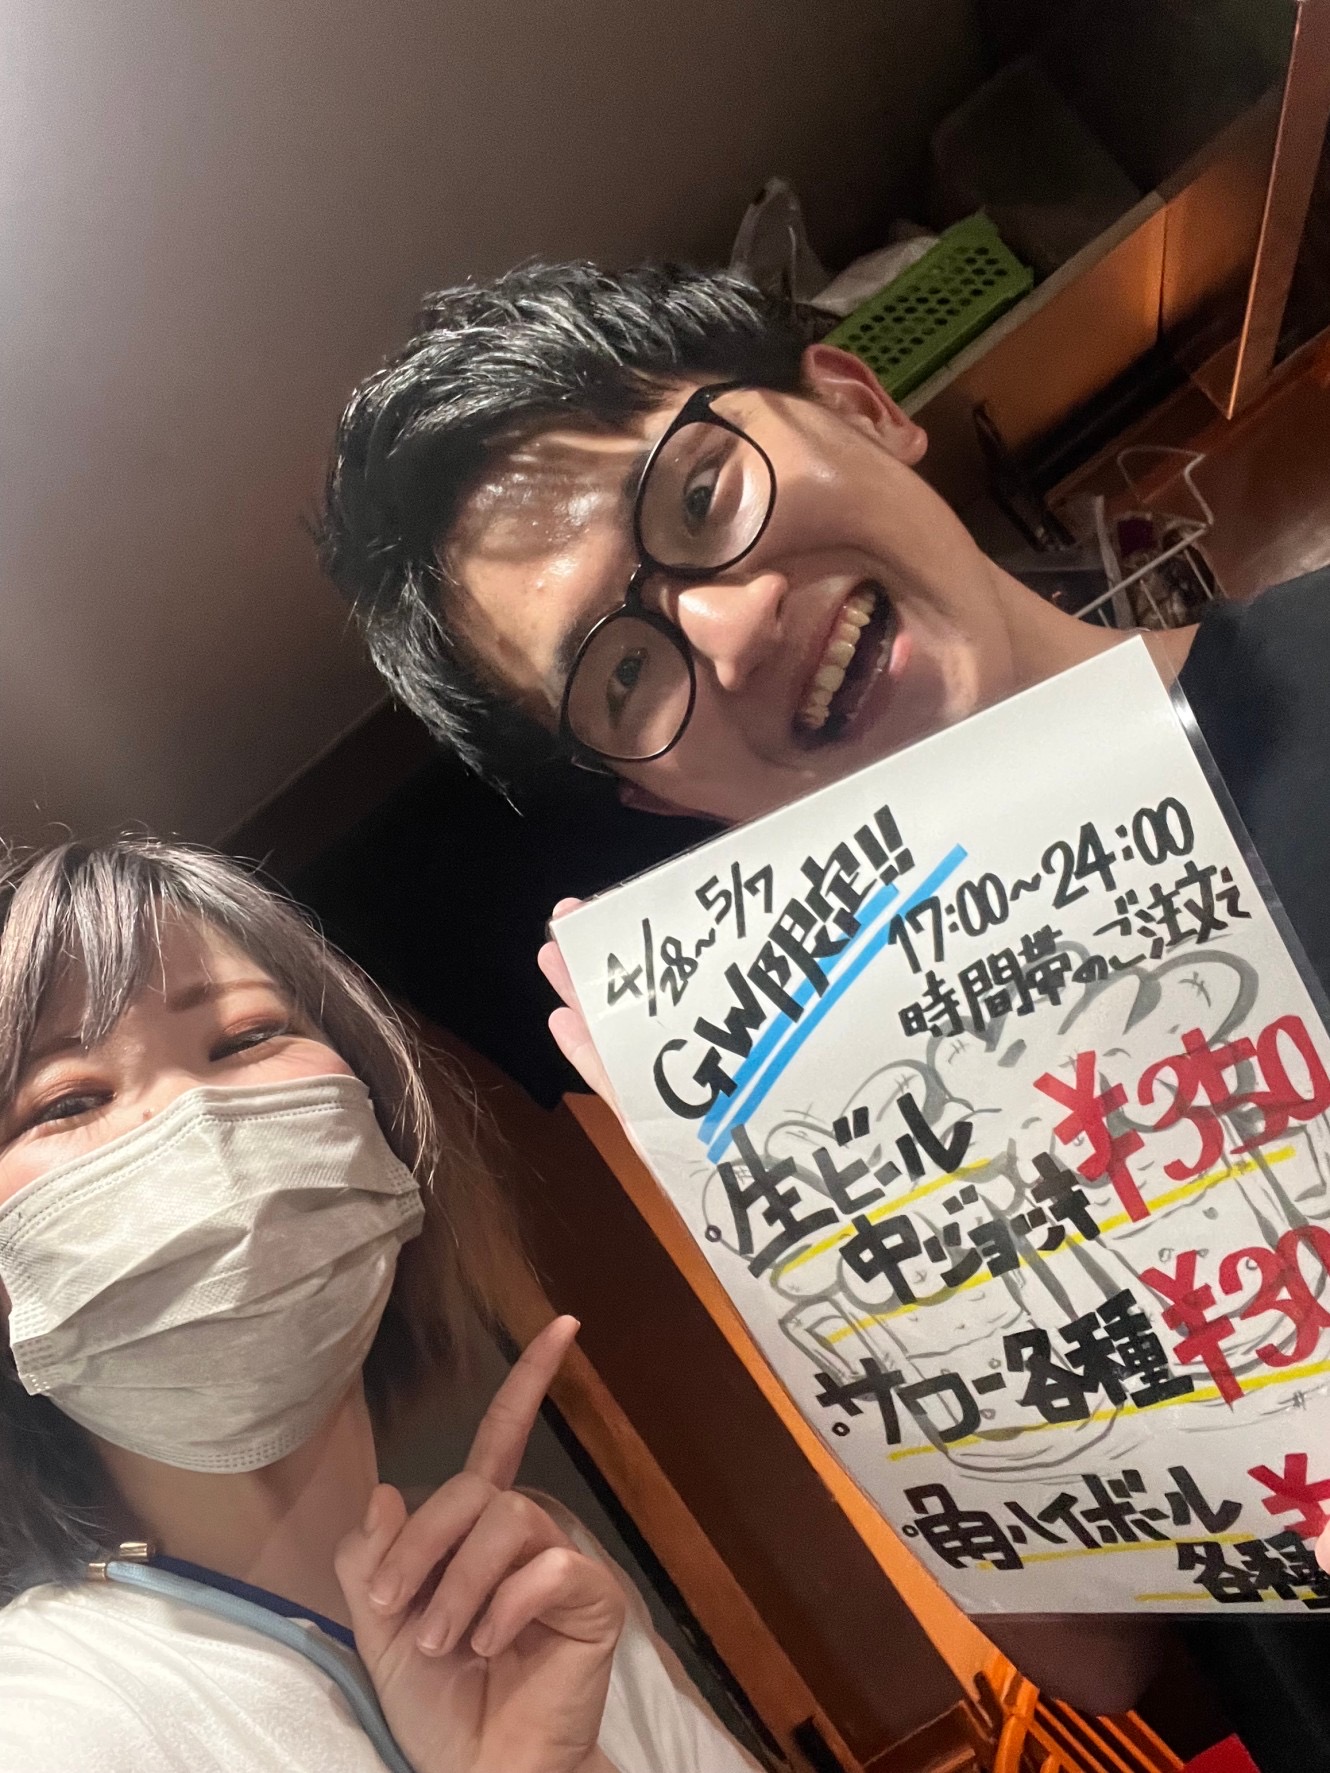 4/28~5/7
GW限定!!
17:00~24:00
時間帯のご注文で
。生ビール
中ジョッキ ¥350
。サワー各種 ¥30
。角ハイボール ¥
各種